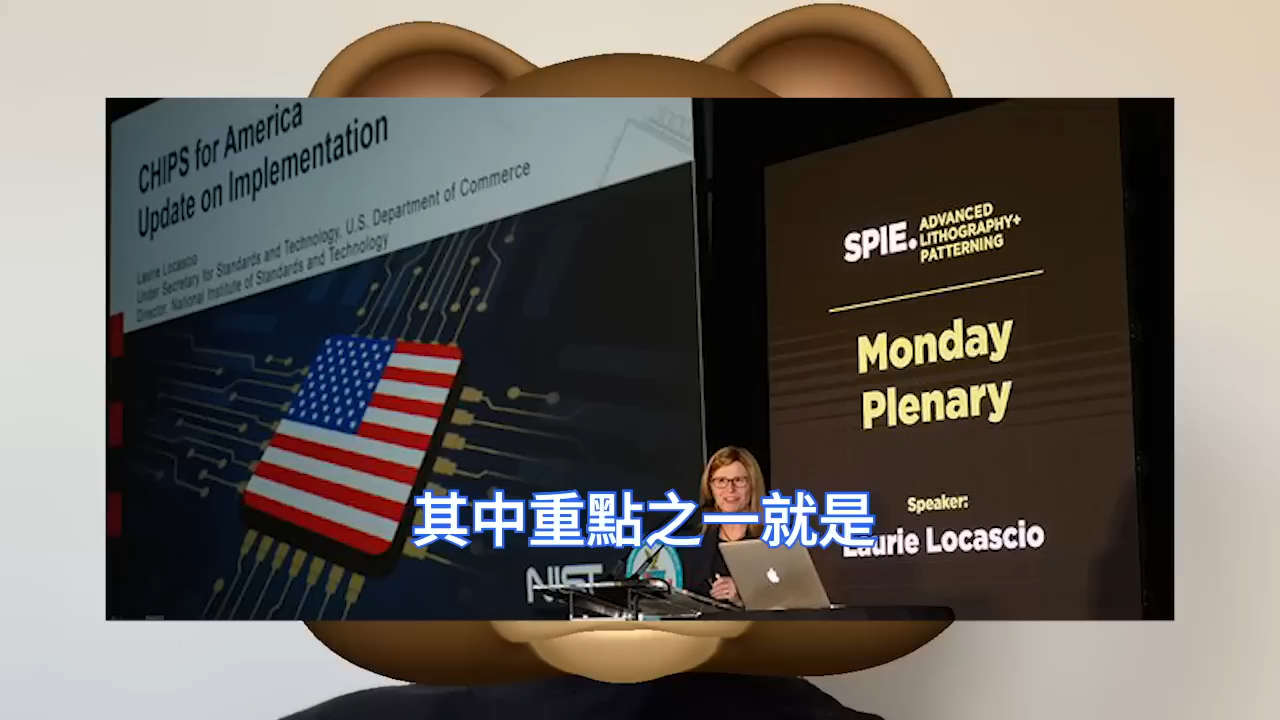 CHIPS for America
Update on Implementation
Laurie Locascio
Under Secretary for Standards and Technology, U.S. Department of Commerce
Director, National Institute of Standards and Technology
SPIE. ADVANCED
LITHOGRAPHY+
PATTERNING
Monday
Plenary
Speaker:
Laurie Locascio
NIST
其中重點之一就是